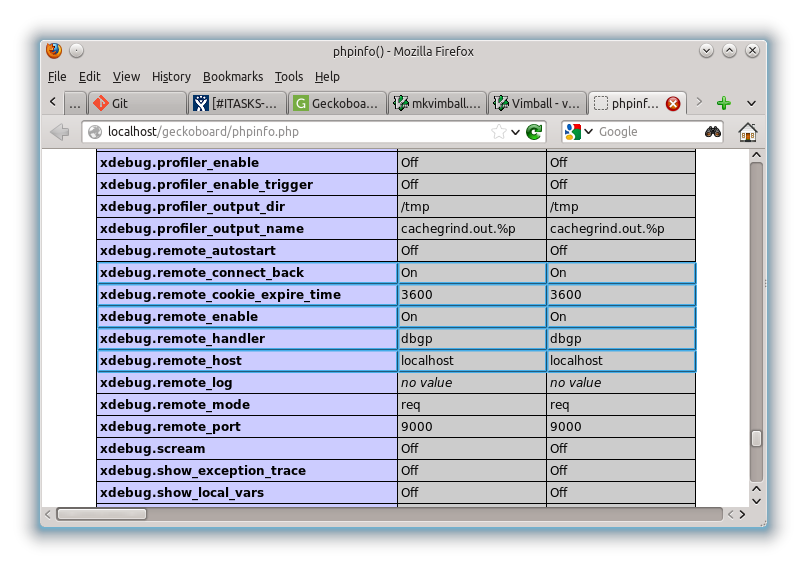 phpinfo() - Mozilla Firefox
File Edit View History Bookmarks Tools Help
... Git [#ITASKS-... Geckoboa... mkvimball.... Vimball - v... phpinf...
localhost/geckoboard/phpinfo.php Google
xdebug.profiler_enable Off Off
xdebug.profiler_enable_trigger Off Off
xdebug.profiler_output_dir /tmp /tmp
xdebug.profiler_output_name cachegrind.out.%p cachegrind.out.%p
xdebug.remote_autostart Off Off
xdebug.remote_connect_back On On
xdebug.remote_cookie_expire_time 3600 3600
xdebug.remote_enable On On
xdebug.remote_handler dbgp dbgp
xdebug.remote_host localhost localhost
xdebug.remote_log no value no value
xdebug.remote_mode req req
xdebug.remote_port 9000 9000
xdebug.scream Off Off
xdebug.show_exception_trace Off Off
xdebug.show_local_vars Off Off